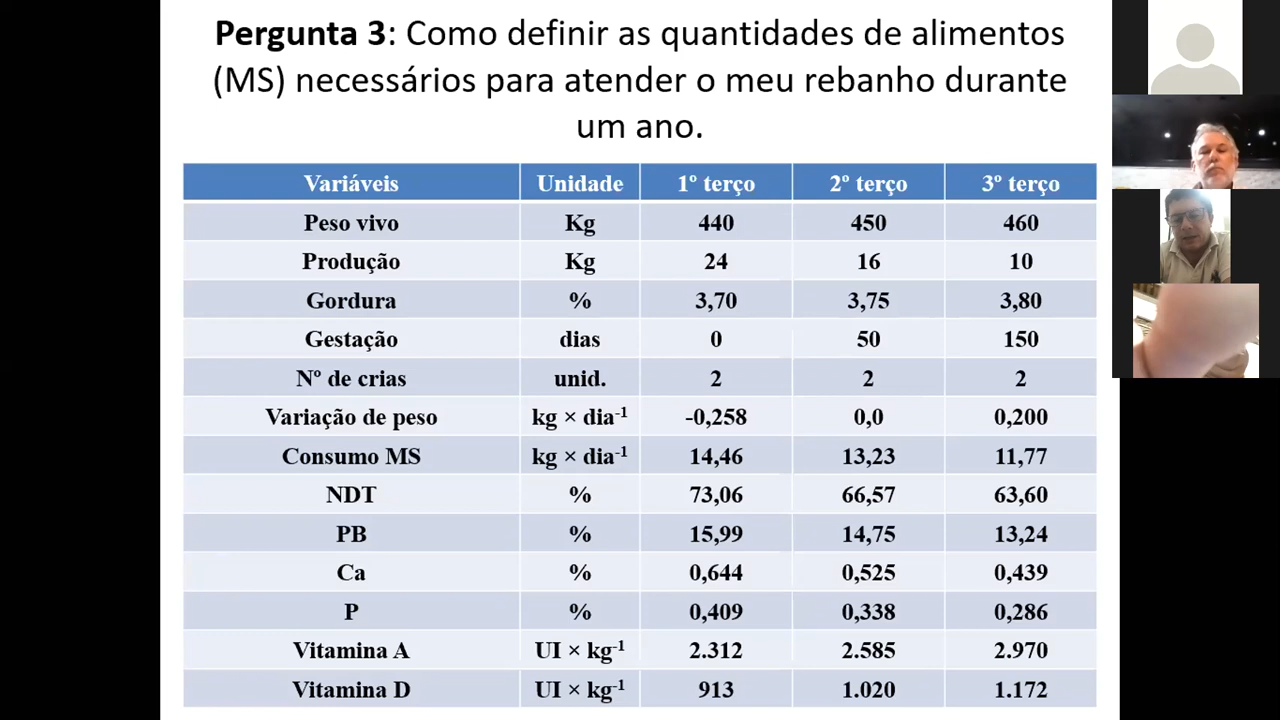 Pergunta 3: Como definir as quantidades de alimentos
(MS) necessários para atender o meu rebanho durante
um ano.
Variáveis Unidade 1º terço 2º terço 3º terço
Peso vivo Kg 440 450 460
Produção Kg 24 16 10
Gordura % 3,70 3,75 3,80
Gestação dias 0 50 150
Nº de crias unid. 2 2 2
Variação de peso kg × dia-1 -0,258 0,0 0,200
Consumo MS kg × dia-1 14,46 13,23 11,77
NDT % 73,06 66,57 63,60
PB % 15,99 14,75 13,24
Ca % 0,644 0,525 0,439
P % 0,409 0,338 0,286
Vitamina A UI × kg-1 2.312 2.585 2.970
Vitamina D UI × kg-1 913 1.020 1.172